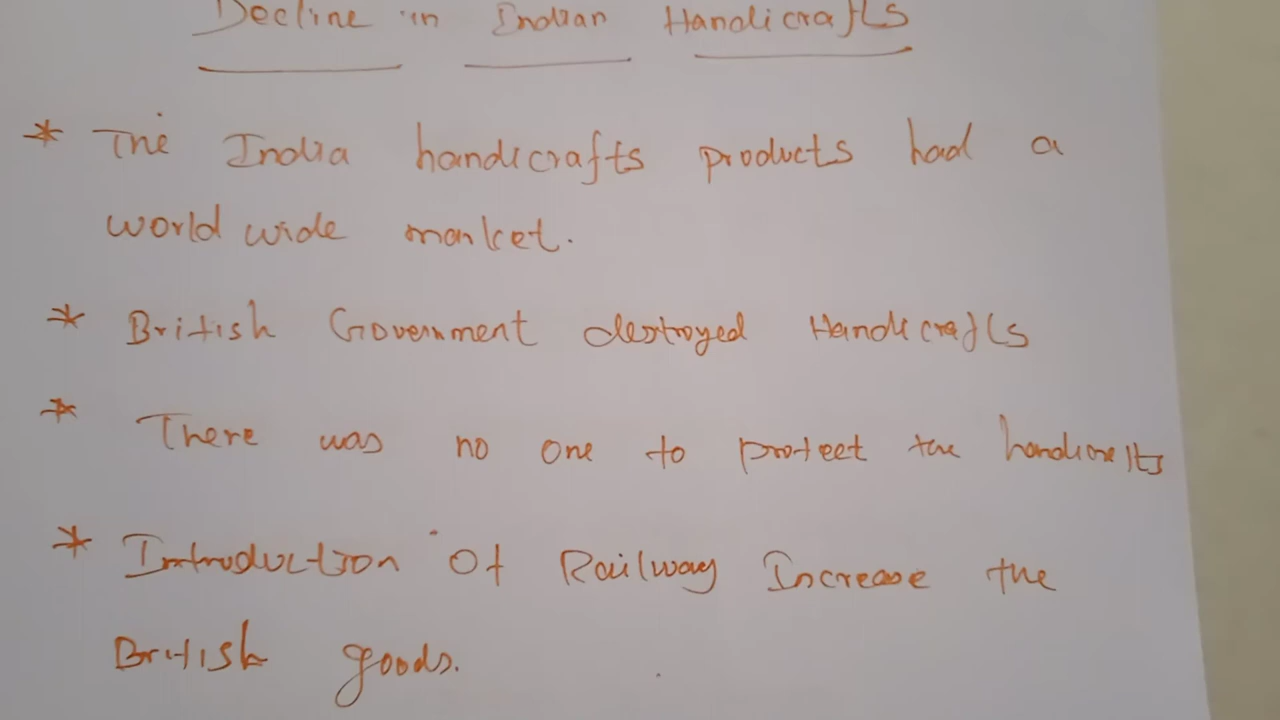 Decline in Indian Handicrafts
* The India handicrafts products had a
world wide market.
* British Government destroyed Handicrafts
* There was no one to protect the handicrafts
* Introduction Of Railway Increase the
British goods.